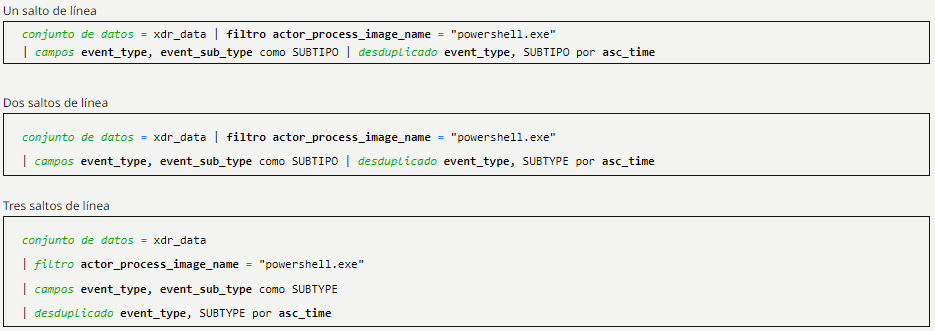 Un salto de línea
conjunto de datos = xdr_data | filtro actor_process_image_name = "powershell.exe"
| campos event_type, event_sub_type como SUBTIPO | desduplicado event_type, SUBTIPO por asc_time
Dos saltos de línea
conjunto de datos = xdr_data | filtro actor_process_image_name = "powershell.exe"
| campos event_type, event_sub_type como SUBTIPO | desduplicado event_type, SUBTYPE por asc_time
Tres saltos de línea
conjunto de datos = xdr_data
| filtro actor_process_image_name = "powershell.exe"
| campos event_type, event_sub_type como SUBTYPE
| desduplicado event_type, SUBTYPE por asc_time